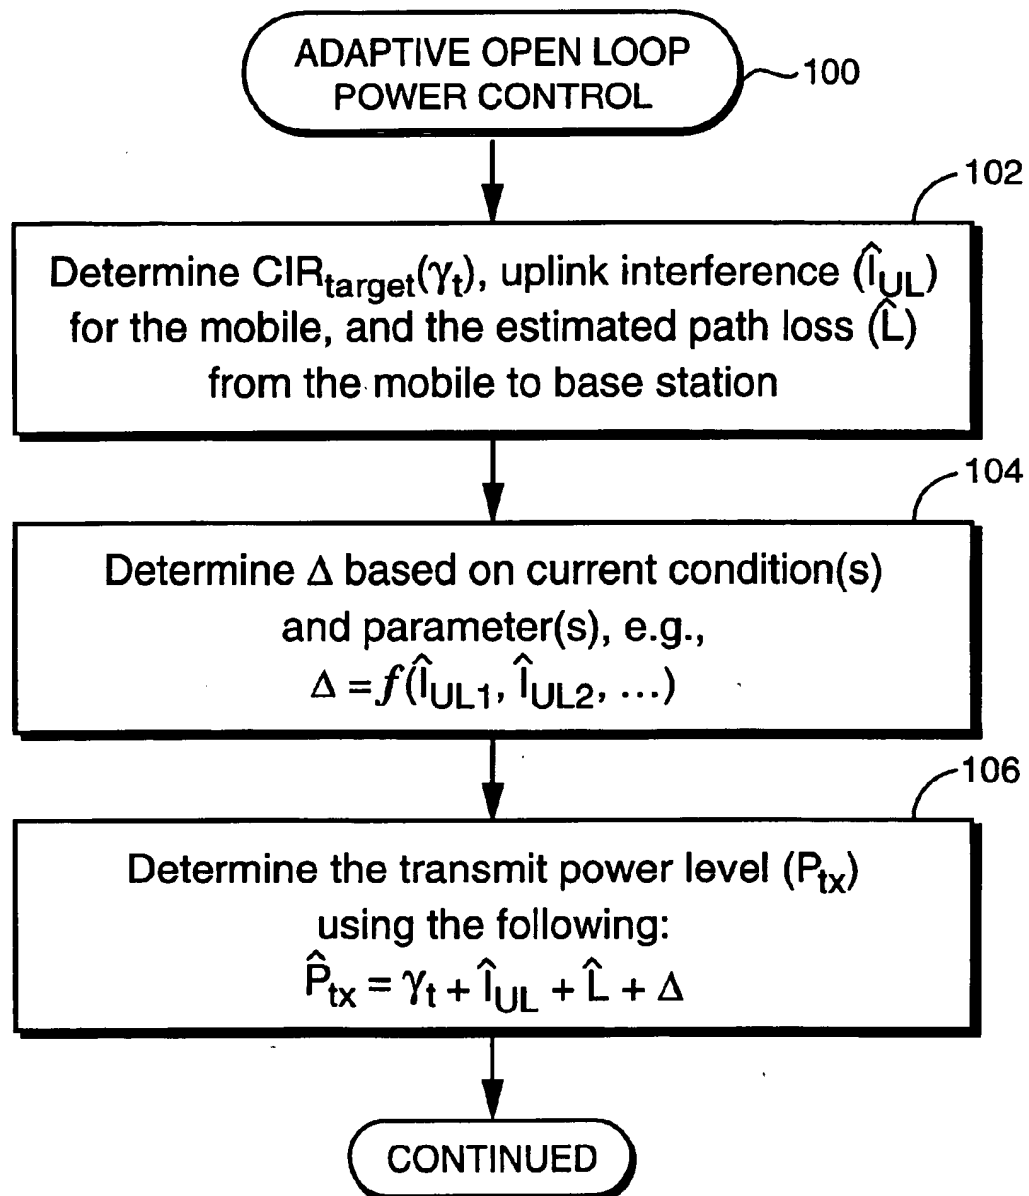 ADAPTIVE OPEN LOOP
POWER CONTROL
100
102
Determine CIR_target(γ_t), uplink interference (Î_UL)
for the mobile, and the estimated path loss (L̂)
from the mobile to base station
104
Determine Δ based on current condition(s)
and parameter(s), e.g.,
Δ = f(Î_UL1, Î_UL2, ...)
106
Determine the transmit power level (P_tx)
using the following:
P̂_tx = γ_t + Î_UL + L̂ + Δ
CONTINUED